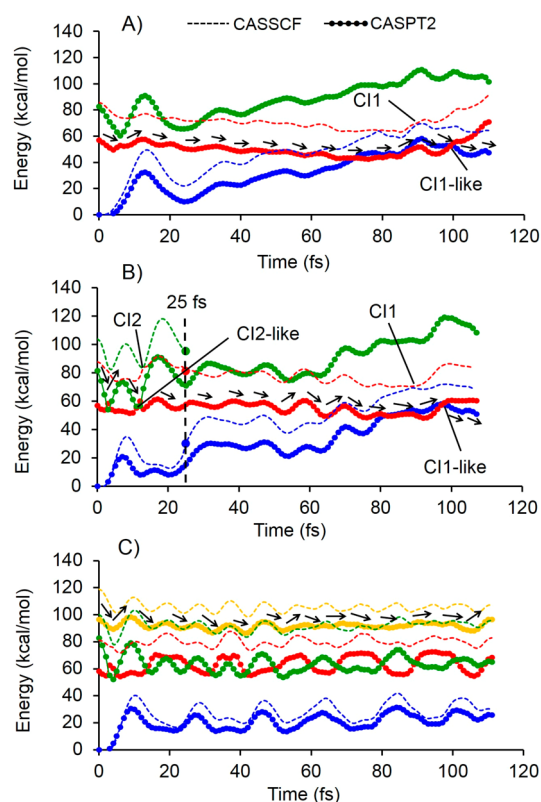 A)
CASSCF CASPT2
Energy (kcal/mol)
140
120
100
80
60
40
20
0
CI1
CI1-like
0 20 40 60 80 100 120
Time (fs)
B)
25 fs
Energy (kcal/mol)
140
120
100
80
60
40
20
0
CI2
CI2-like
CI1
CI1-like
0 20 40 60 80 100 120
Time (fs)
C)
Energy (kcal/mol)
140
120
100
80
60
40
20
0
0 20 40 60 80 100 120
Time (fs)